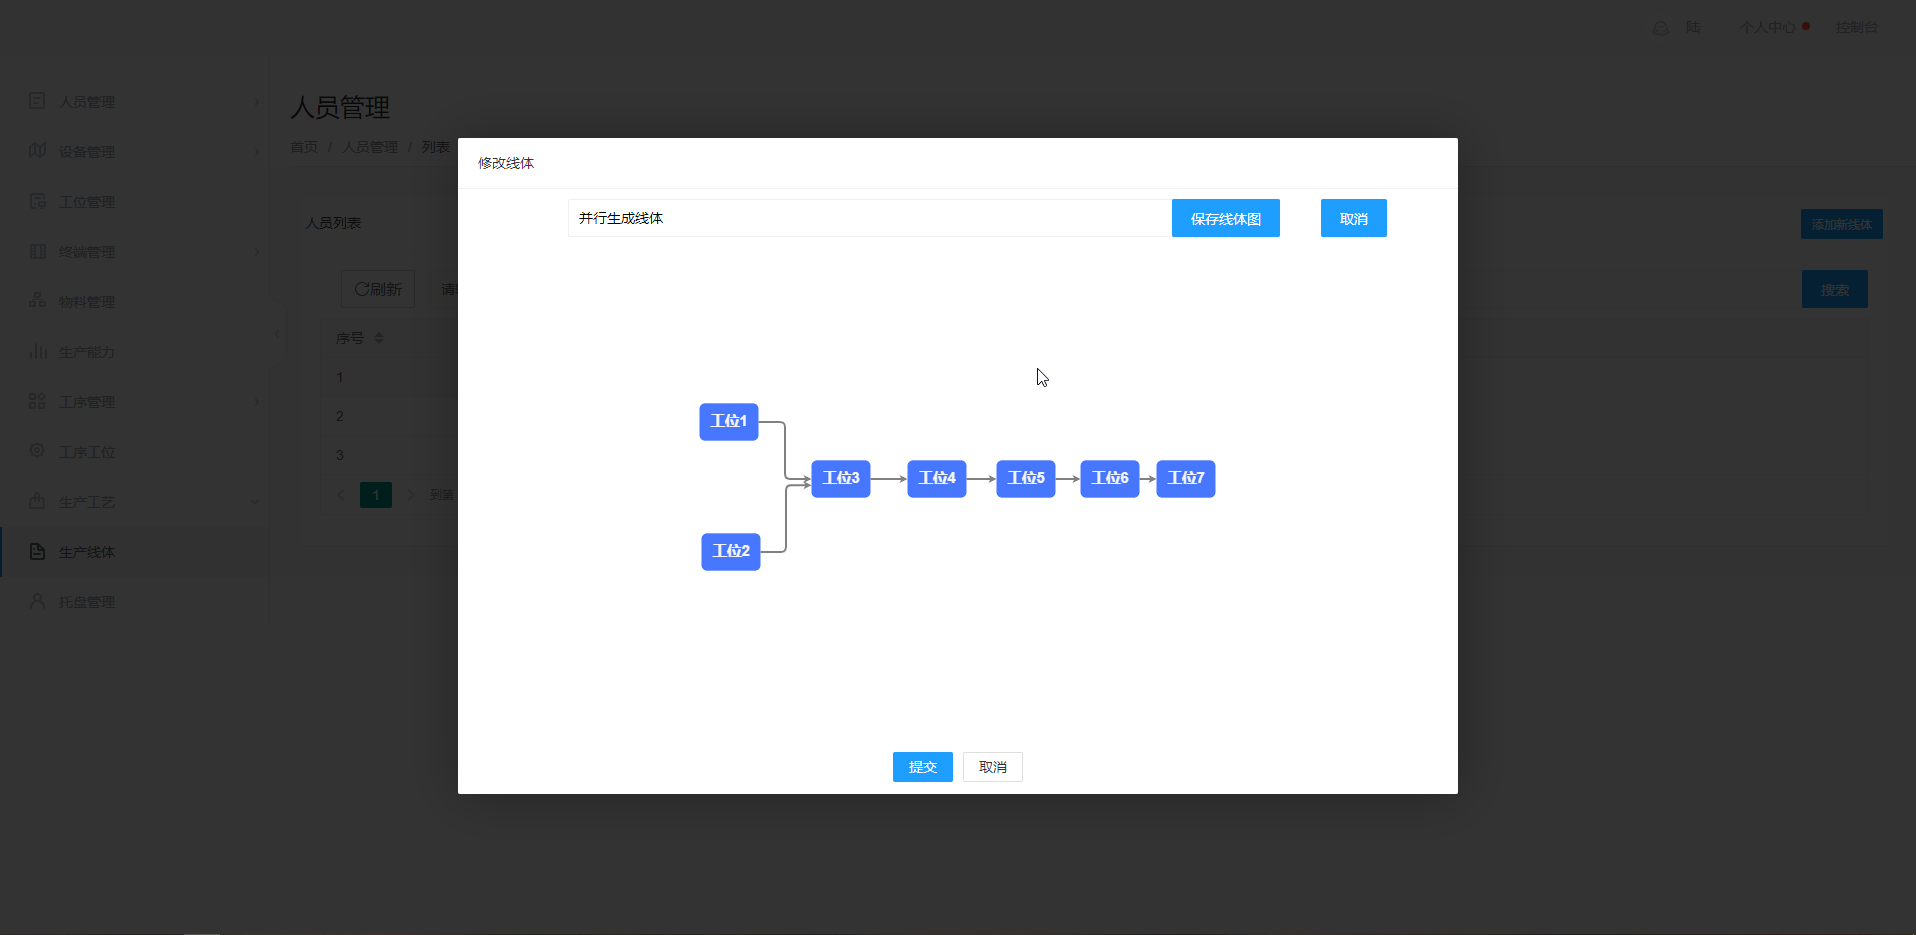 陆
个人中心
控制台
人员管理
设备管理
工位管理
终端管理
物料管理
生产能力
工序管理
工序工位
生产工艺
生产线体
托盘管理
人员管理
首页 / 人员管理 / 列表
人员列表
添加新线体
刷新
搜索
序号
1
2
3
1
到第
修改线体
并行生成线体
保存线体图
取消
工位1
工位3
工位4
工位5
工位6
工位7
工位2
提交
取消